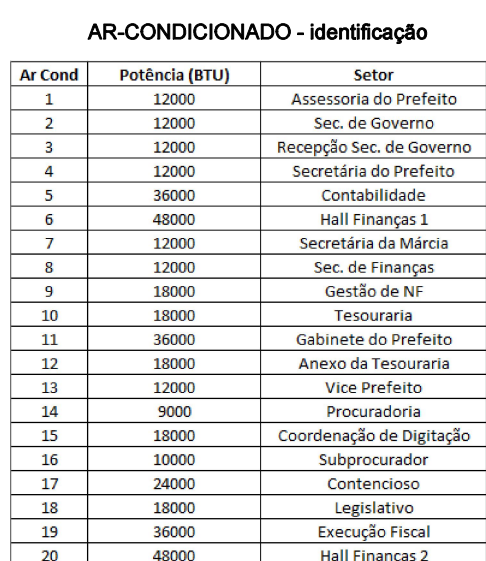 AR-CONDICIONADO - identificação
Ar Cond Potência (BTU) Setor
1 12000 Assessoria do Prefeito
2 12000 Sec. de Governo
3 12000 Recepção Sec. de Governo
4 12000 Secretária do Prefeito
5 36000 Contabilidade
6 48000 Hall Finanças 1
7 12000 Secretária da Márcia
8 12000 Sec. de Finanças
9 18000 Gestão de NF
10 18000 Tesouraria
11 36000 Gabinete do Prefeito
12 18000 Anexo da Tesouraria
13 12000 Vice Prefeito
14 9000 Procuradoria
15 18000 Coordenação de Digitação
16 10000 Subprocurador
17 24000 Contencioso
18 18000 Legislativo
19 36000 Execução Fiscal
20 48000 Hall Finanças 2